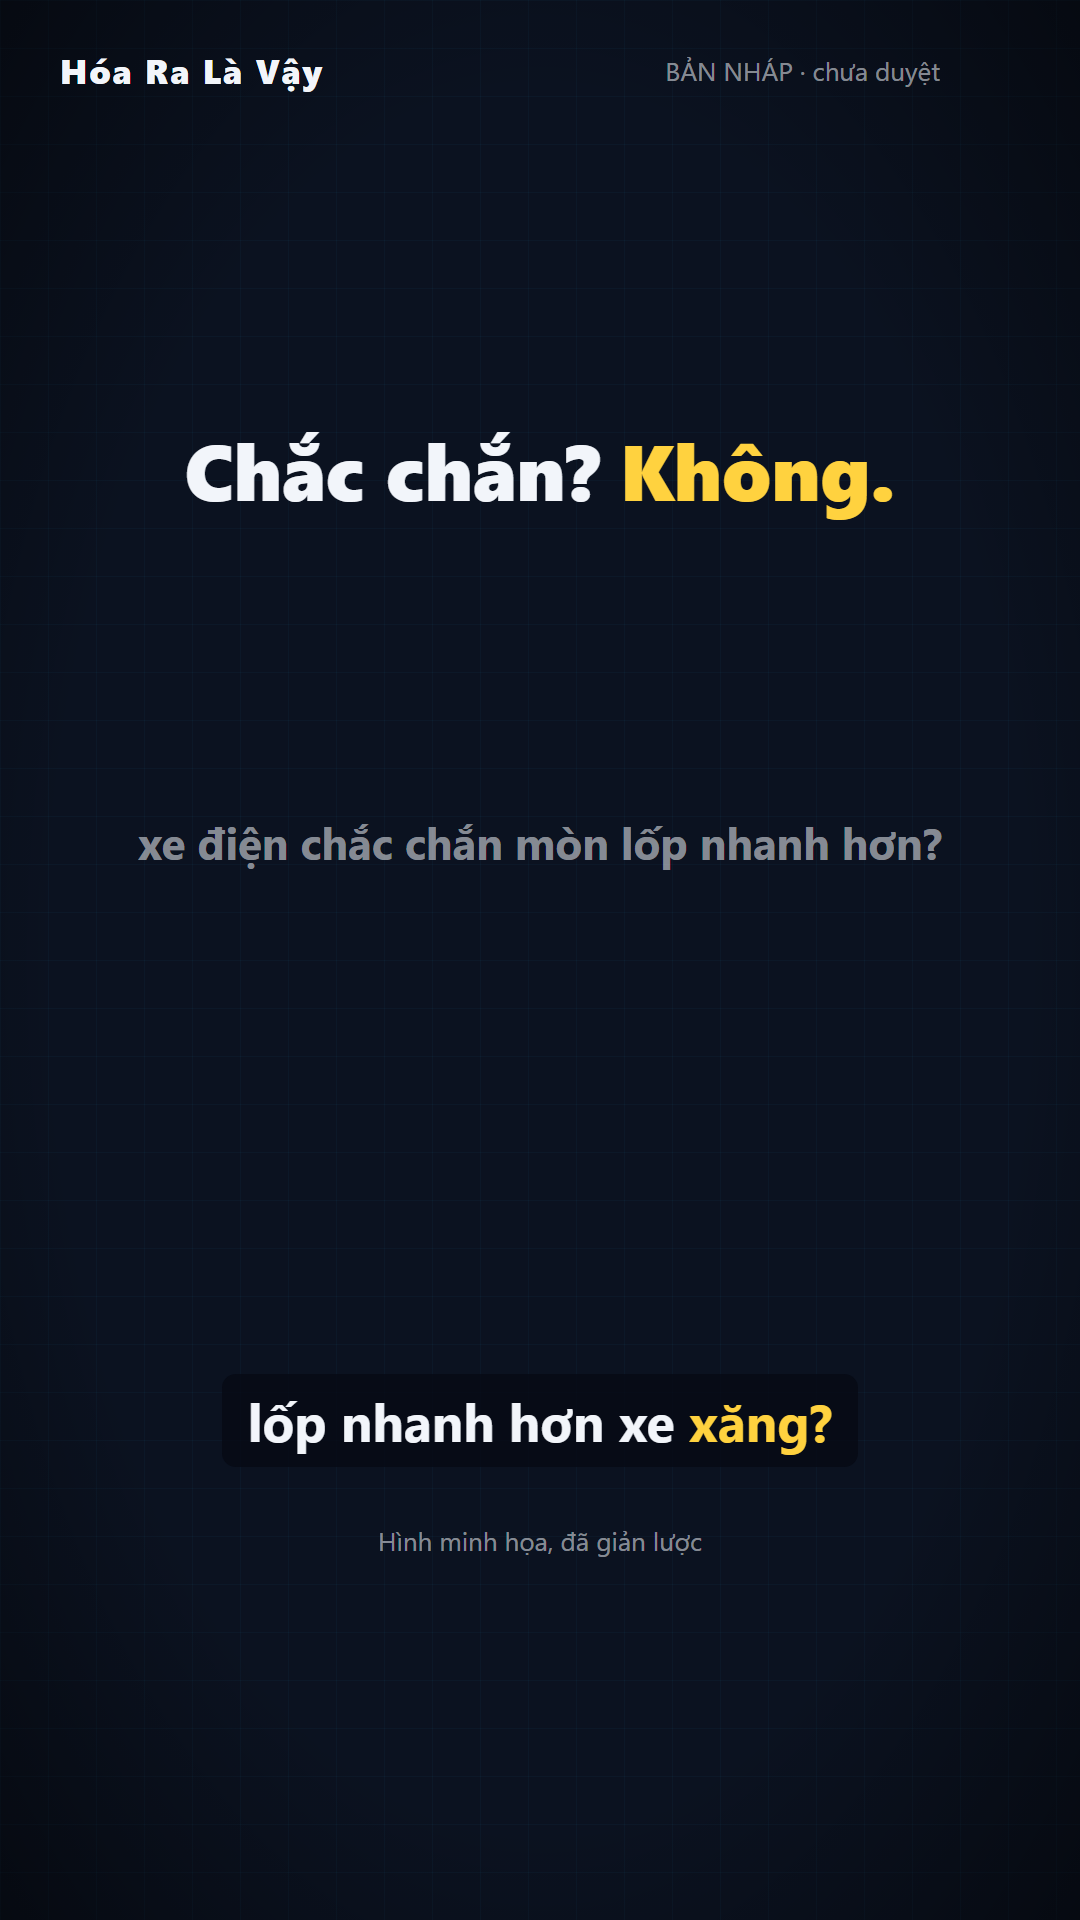 Hóa Ra Là Vậy
BẢN NHÁP · chưa duyệt
Chắc chắn? Không.
xe điện chắc chắn mòn lốp nhanh hơn?
lốp nhanh hơn xe xăng?
Hình minh họa, đã giản lược